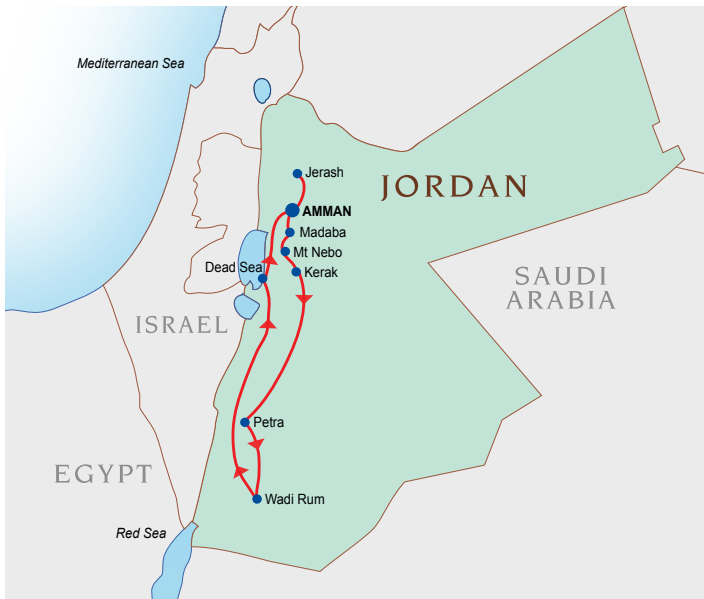 Mediterranean Sea
Jerash
JORDAN
AMMAN
Madaba
Mt Nebo
Dead Sea
Kerak
SAUDI
ARABIA
ISRAEL
Petra
EGYPT
Wadi Rum
Red Sea